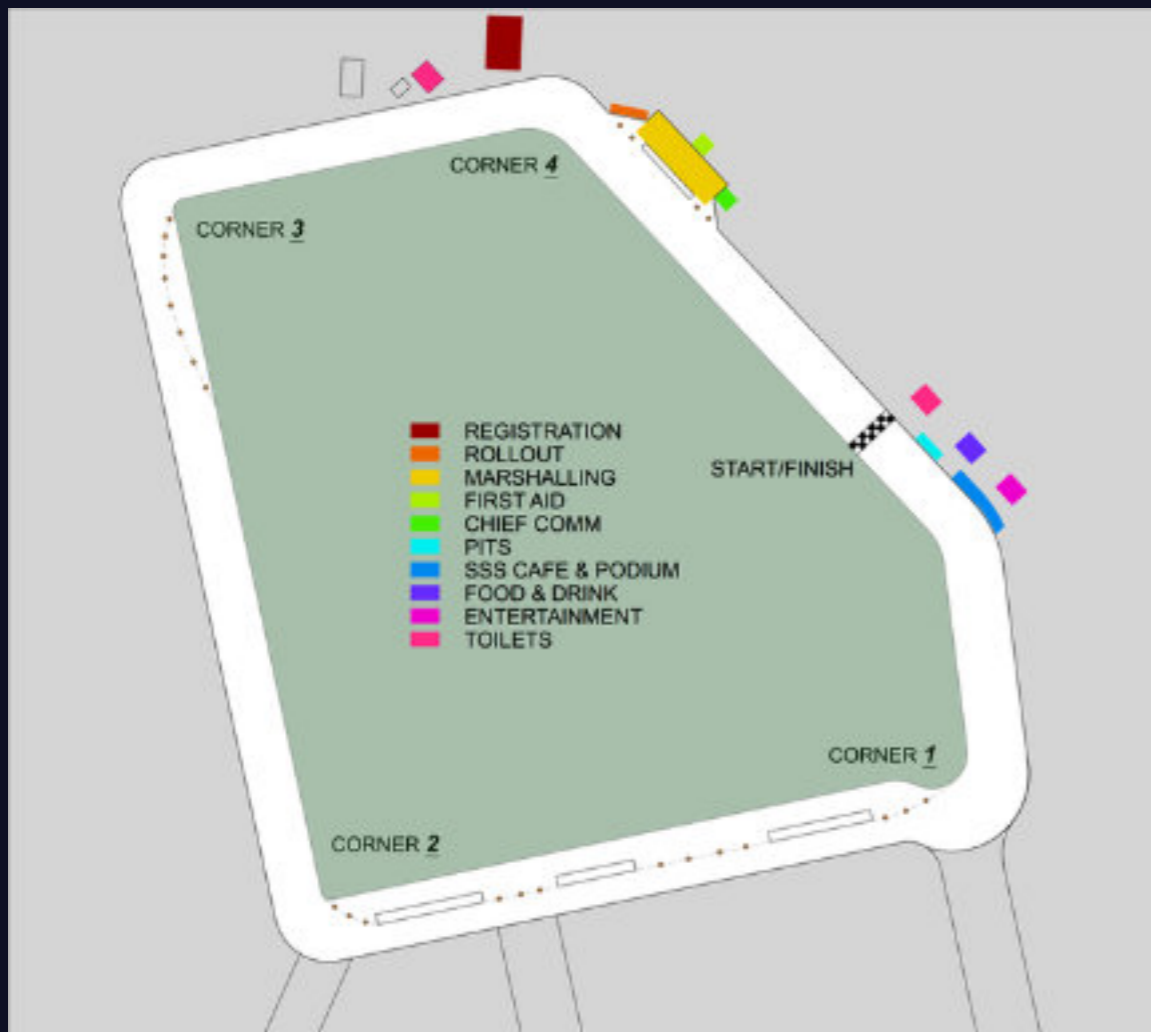 CORNER 4
CORNER 3
REGISTRATION
ROLLOUT
MARSHALLING
FIRST AID
CHIEF COMM
PITS
SSS CAFE & PODIUM
FOOD & DRINK
ENTERTAINMENT
TOILETS
START/FINISH
CORNER 1
CORNER 2